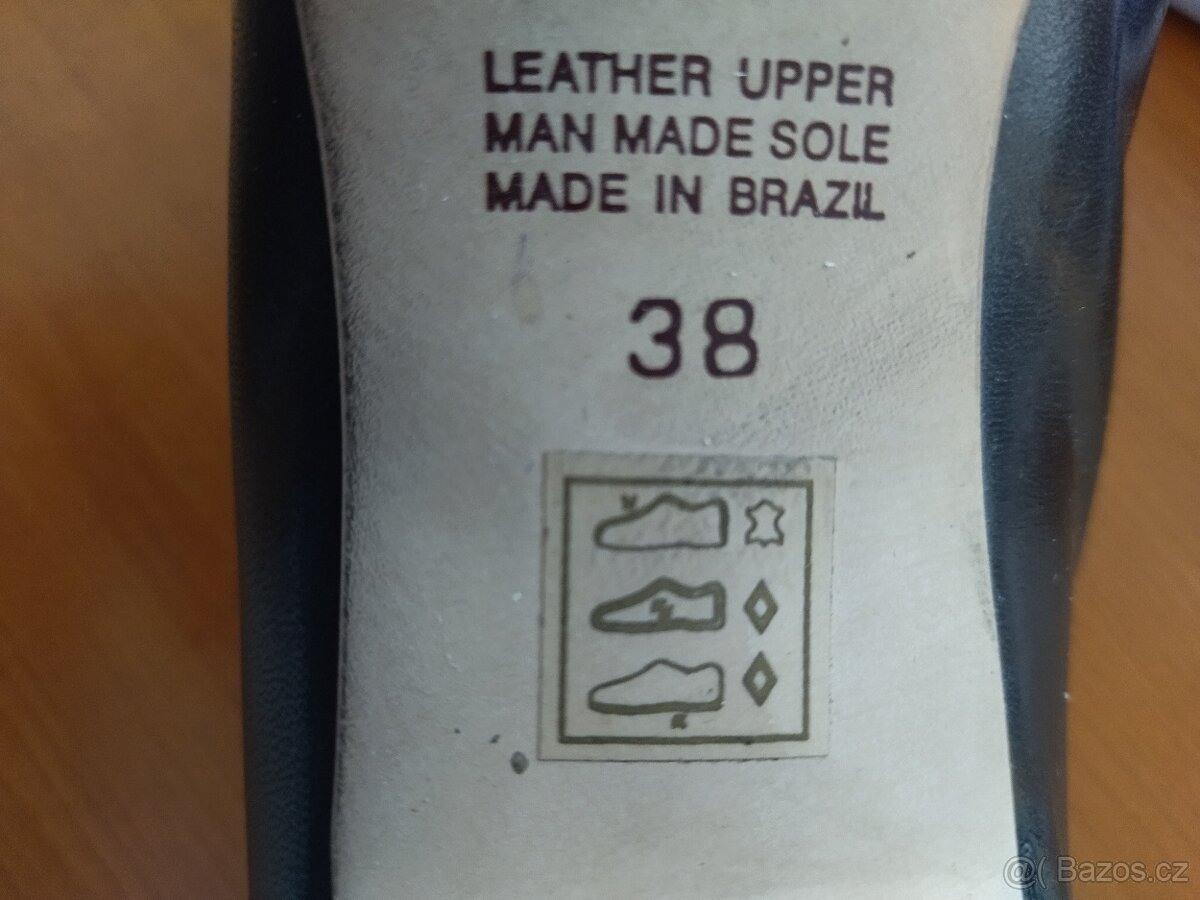 LEATHER UPPER
MAN MADE SOLE
MADE IN BRAZIL
38
@( Bazos.cz